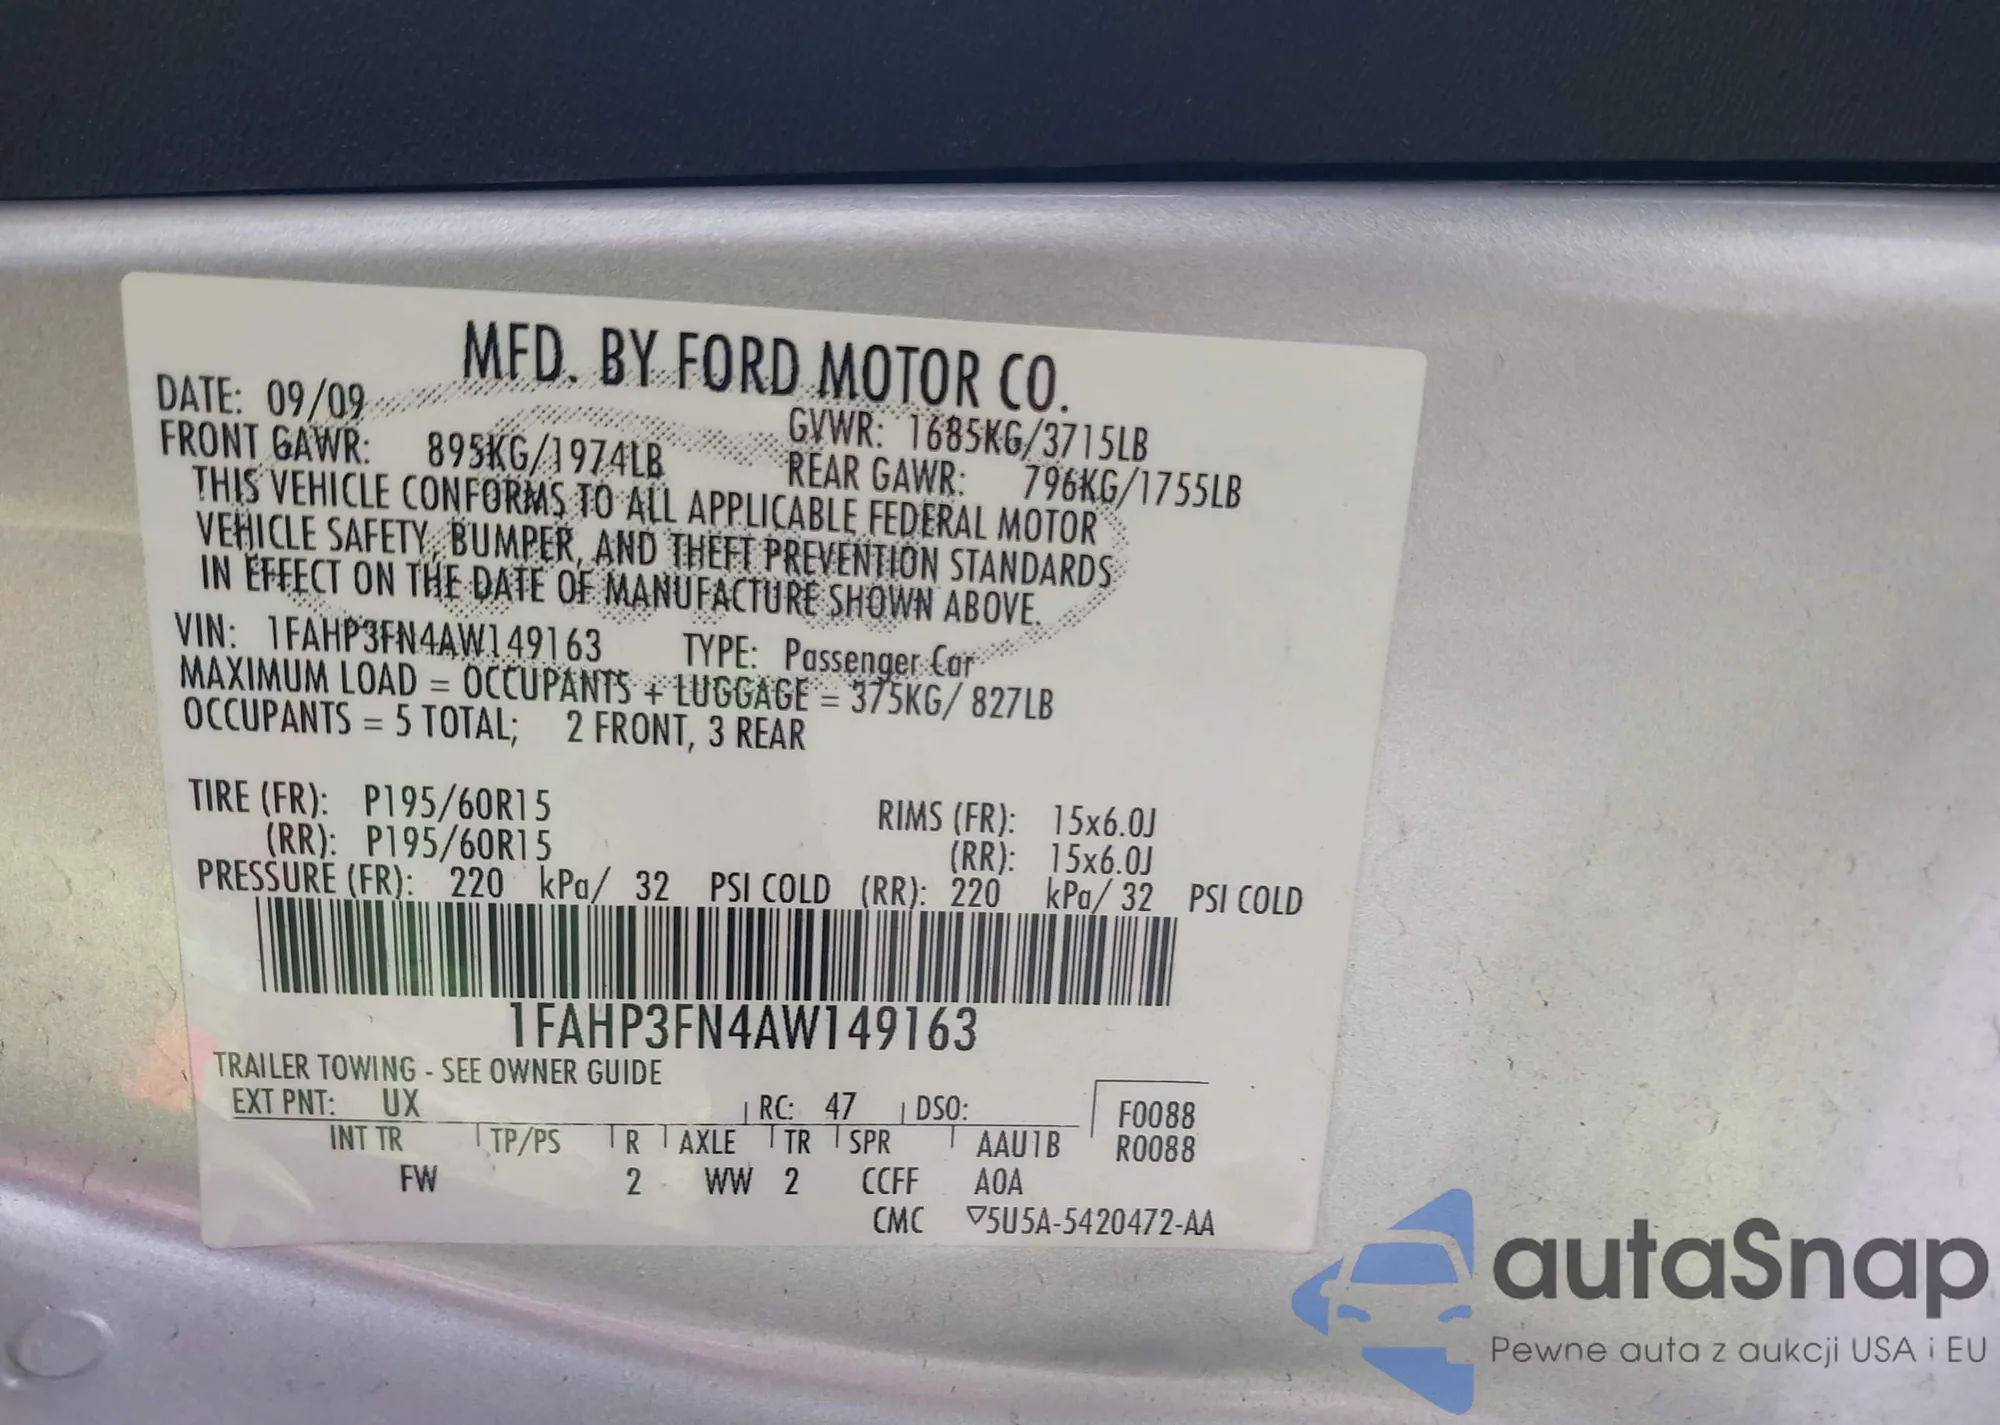 MFD. BY FORD MOTOR CO.
DATE: 09/09 GVWR: 1685KG/3715LB
FRONT GAWR: 895KG/1974LB REAR GAWR: 796KG/1755LB
THIS VEHICLE CONFORMS TO ALL APPLICABLE FEDERAL MOTOR
VEHICLE SAFETY, BUMPER, AND THEFT PREVENTION STANDARDS
IN EFFECT ON THE DATE OF MANUFACTURE SHOWN ABOVE.
VIN: 1FAHP3FN4AW149163 TYPE: Passenger Car
MAXIMUM LOAD = OCCUPANTS + LUGGAGE = 375KG/ 827LB
OCCUPANTS = 5 TOTAL; 2 FRONT, 3 REAR
TIRE (FR): P195/60R15 RIMS (FR): 15x6.0J
(RR): P195/60R15 (RR): 15x6.0J
PRESSURE (FR): 220 kPa/ 32 PSI COLD (RR): 220 kPa/ 32 PSI COLD
1FAHP3FN4AW149163
TRAILER TOWING - SEE OWNER GUIDE
EXT PNT: UX RC: 47 DSO: F0088
INT TR TP/PS R AXLE TR SPR AAU1B R0088
FW 2 WW 2 CCFF A0A
CMC ▽5U5A-5420472-AA
autaSnap
Pewne auta z aukcji USA i EU